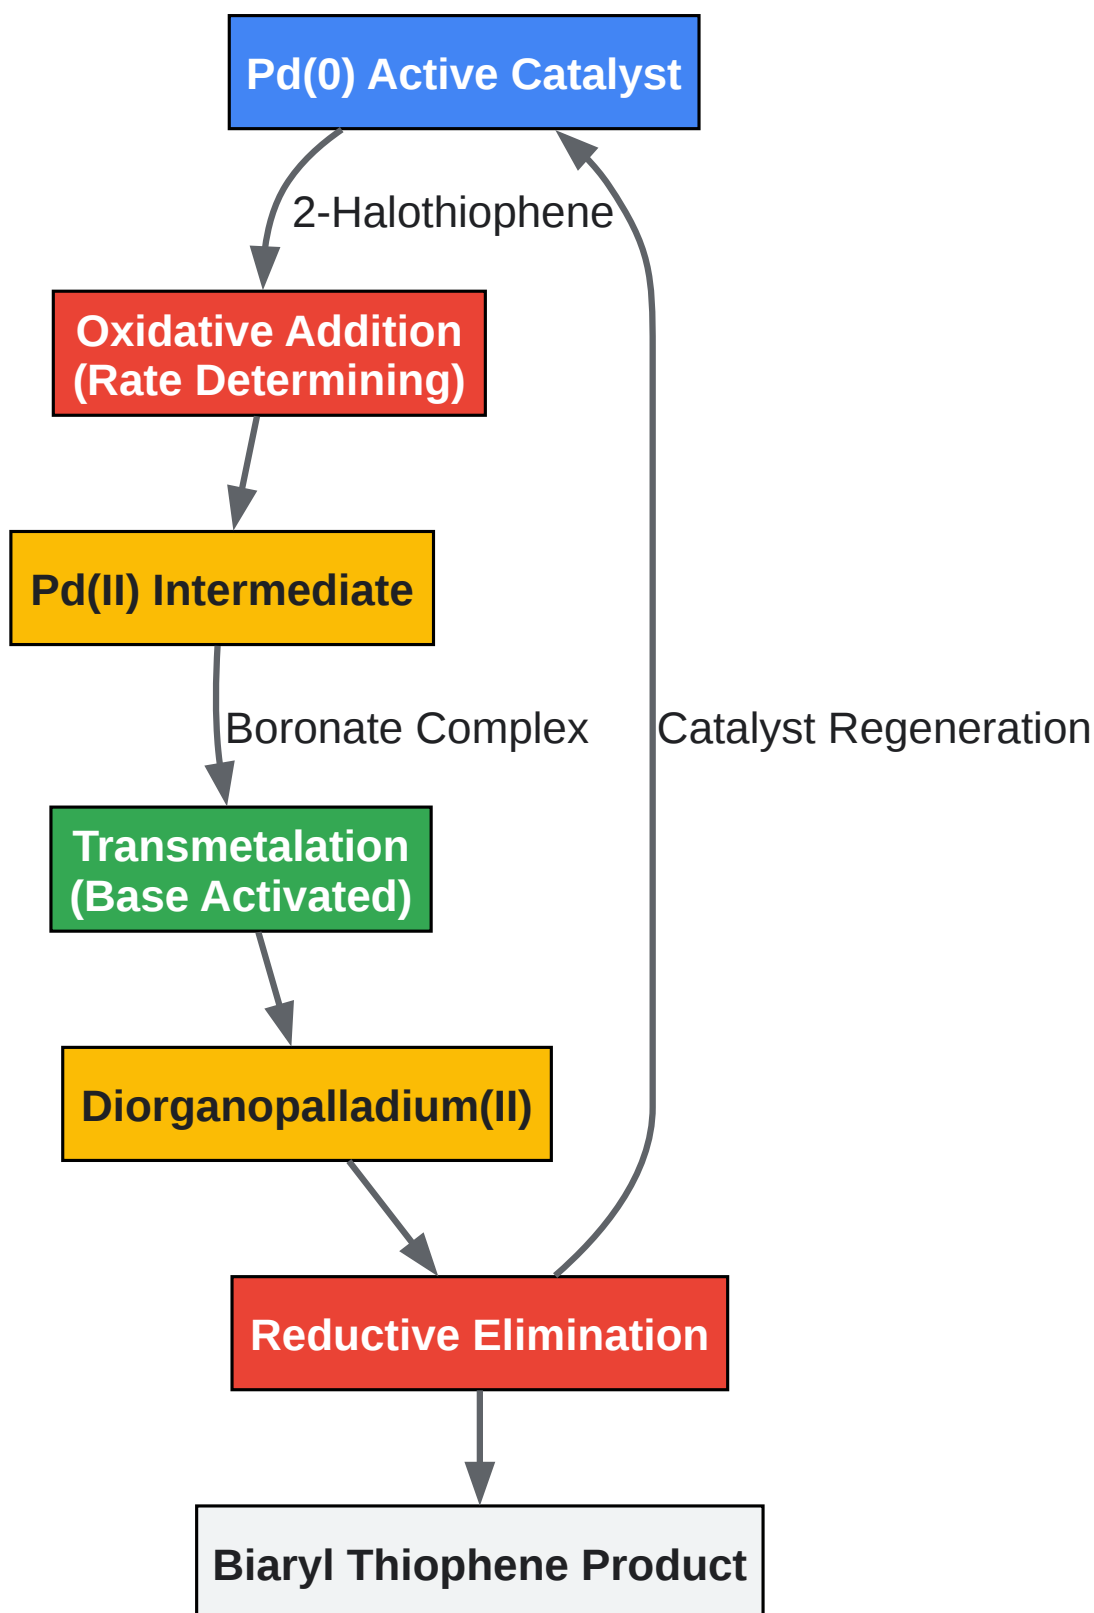 Pd(0) Active Catalyst
2-Halothiophene
Oxidative Addition
(Rate Determining)
Pd(II) Intermediate
Boronate Complex
Catalyst Regeneration
Transmetalation
(Base Activated)
Diorganopalladium(II)
Reductive Elimination
Biaryl Thiophene Product